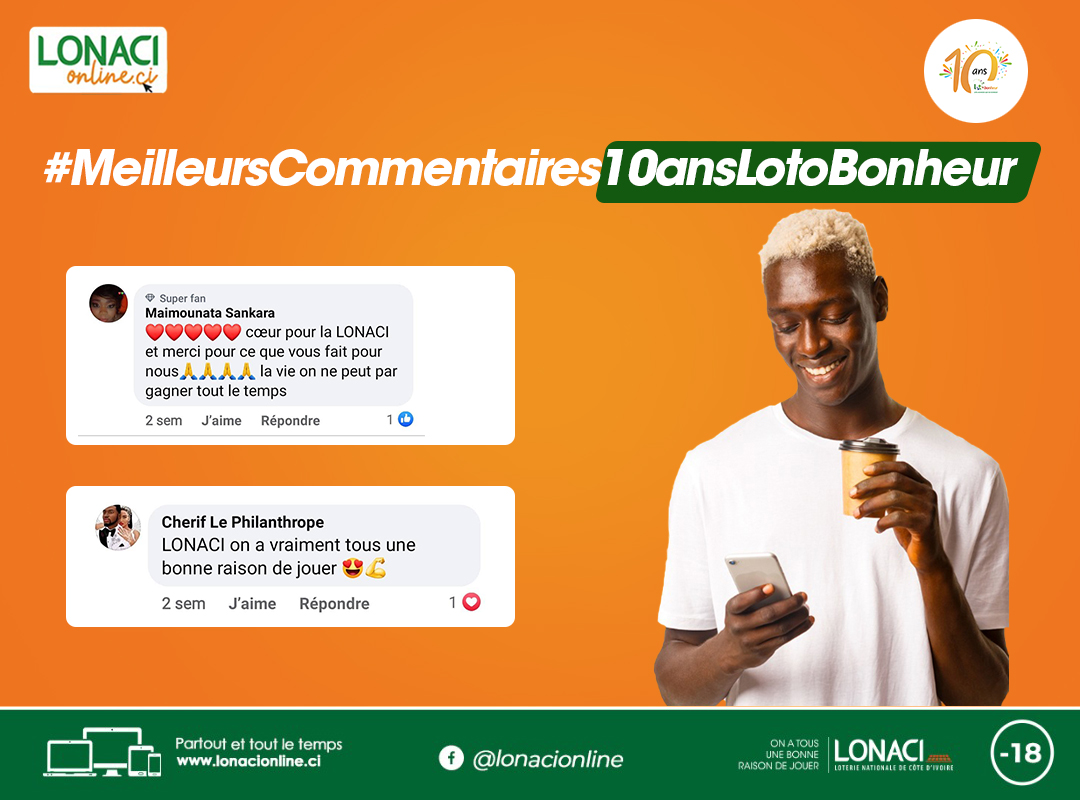 LONACI
online.ci
10
ans
#MeilleursCommentaires10ansLotoBonheur
Super fan
Maimounata Sankara
❤️❤️❤️❤️❤️ cœur pour la LONACI
et merci pour ce que vous fait pour
nous🙏🙏🙏🙏 la vie on ne peut par
gagner tout le temps
2 sem J'aime Répondre 1
Cherif Le Philanthrope
LONACI on a vraiment tous une
bonne raison de jouer 😍💪
2 sem J'aime Répondre 1
Partout et tout le temps
www.lonacionline.ci
@lonacionline
ON A TOUS
UNE BONNE
RAISON DE JOUER
LONACI
LOTERIE NATIONALE DE CÔTE D'IVOIRE
-18